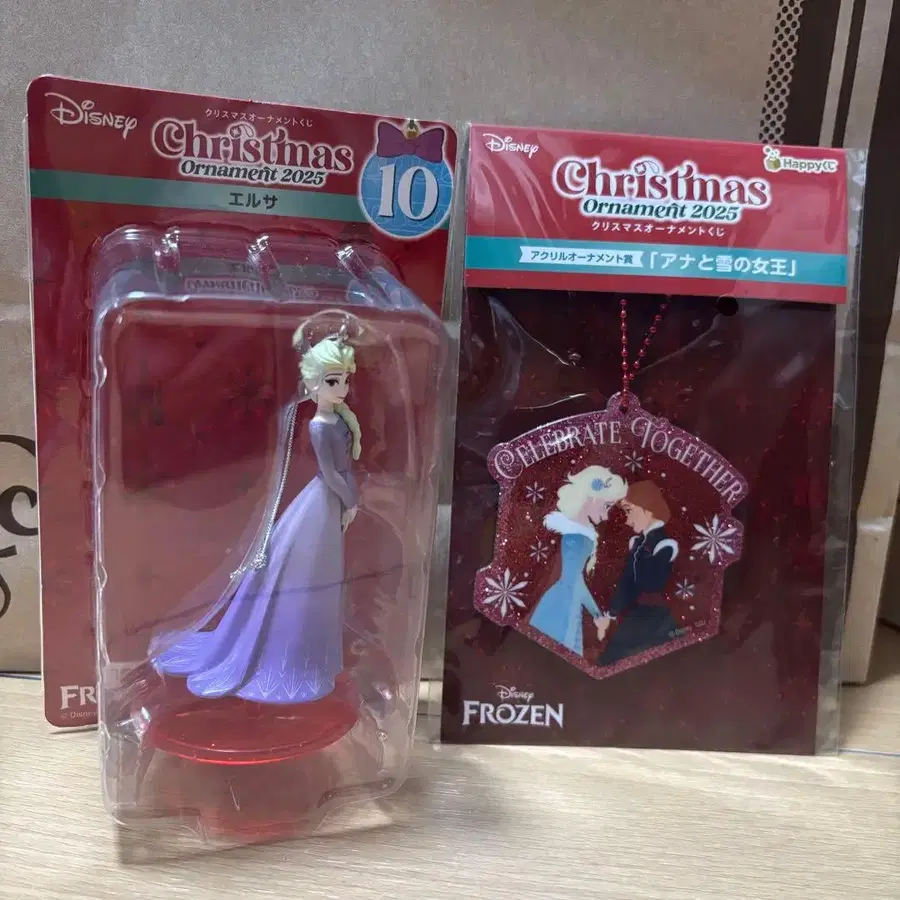 Disney
クリスマスオーナメントくじ
Christmas
Ornament 2025
エルサ
10
FR
© Disney
Disney
Happyくじ
Christmas
Ornament 2025
クリスマスオーナメントくじ
アクリルオーナメント賞 「アナと雪の女王」
CELEBRATE TOGETHER
Disney
FROZEN